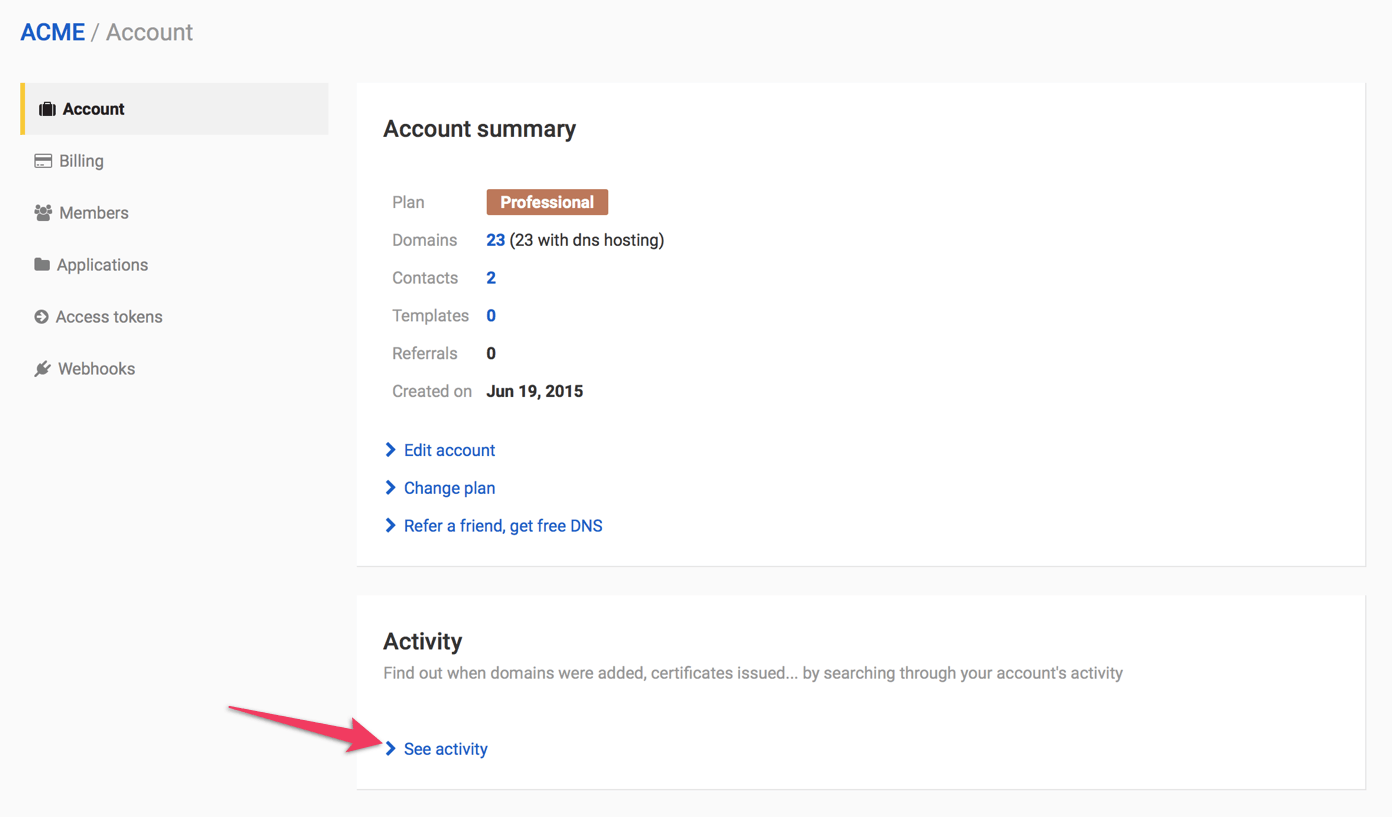 ACME / Account
Account
Billing
Members
Applications
Access tokens
Webhooks
Account summary
Plan Professional
Domains 23 (23 with dns hosting)
Contacts 2
Templates 0
Referrals 0
Created on Jun 19, 2015
Edit account
Change plan
Refer a friend, get free DNS
Activity
Find out when domains were added, certificates issued... by searching through your account's activity
See activity